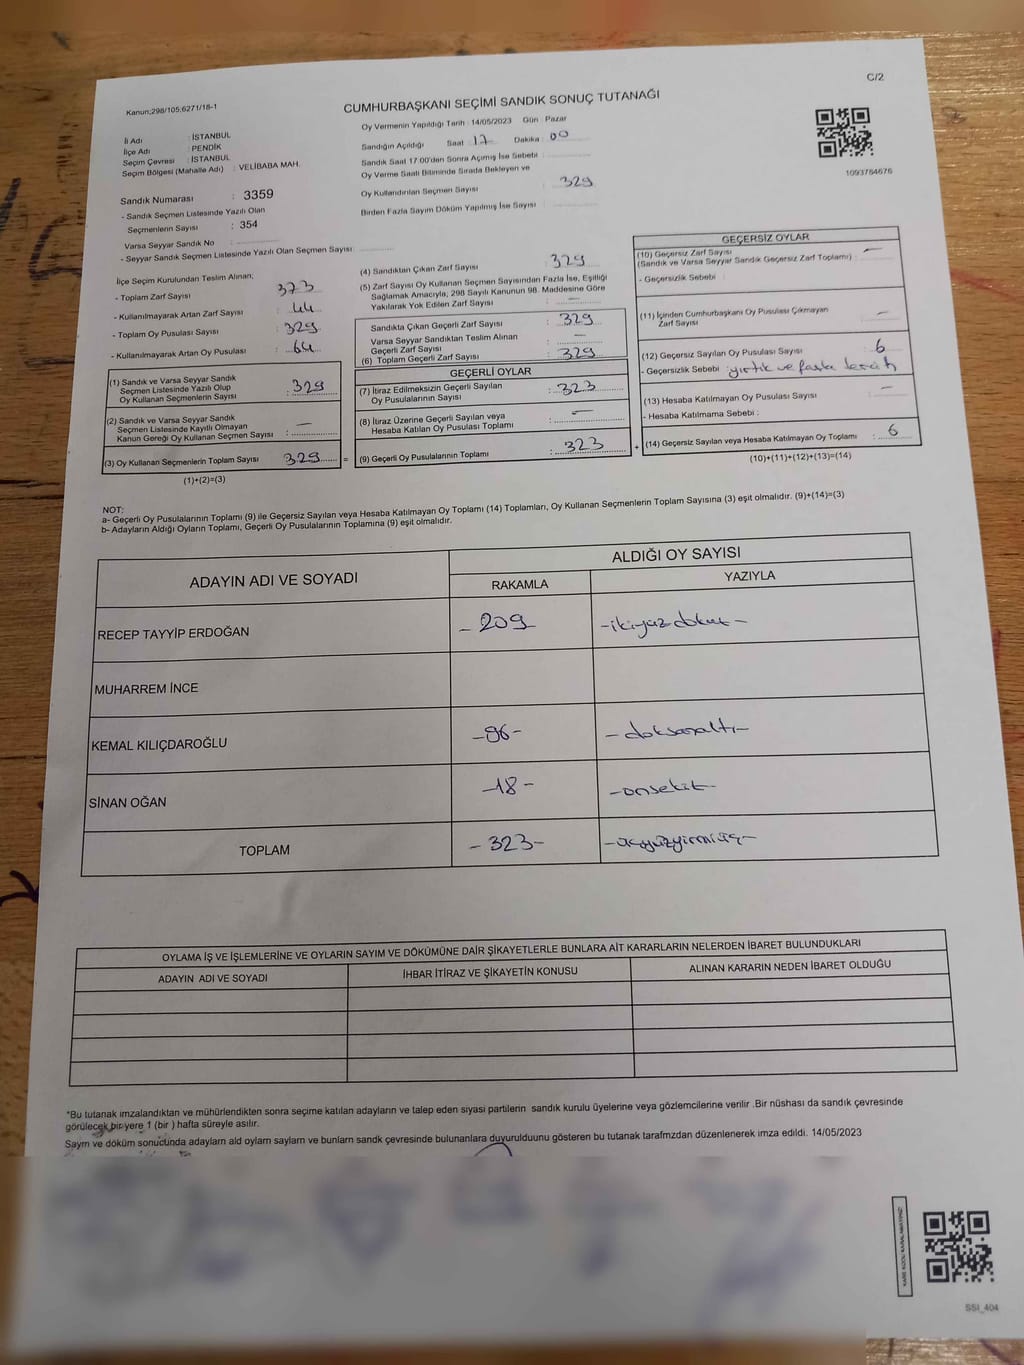 C/2
Kanun;298/105,6271/18-1
CUMHURBAŞKANI SEÇİMİ SANDIK SONUÇ TUTANAĞI
İl Adı : İSTANBUL
İlçe Adı : PENDİK
Seçim Çevresi : İSTANBUL
Seçim Bölgesi (Mahalle Adı) : VELİBABA MAH.
Sandık Numarası : 3359
- Sandık Seçmen Listesinde Yazılı Olan
Seçmenlerin Sayısı : 354
Varsa Seyyar Sandık No :
- Seyyar Sandık Seçmen Listesinde Yazılı Olan Seçmen Sayısı:
Oy Vermenin Yapıldığı Tarih : 14/05/2023 Gün : Pazar
Sandığın Açıldığı Saat : 17 Dakika : 00
Sandık Saat 17.00'den Sonra Açımış İse Sebebi :
Oy Verme Saati Bitiminde Sırada Bekleyen ve
Oy Kullandırılan Seçmen Sayısı : 329
Birden Fazla Sayım Döküm Yapılmış İse Sayısı :
1093784676
İlçe Seçim Kurulundan Teslim Alınan;
- Toplam Zarf Sayısı : 373
- Kullanılmayarak Artan Zarf Sayısı : 44
- Toplam Oy Pusulası Sayısı : 329
- Kullanılmayarak Artan Oy Pusulası : 64
(1) Sandık ve Varsa Seyyar Sandık
Seçmen Listesinde Yazılı Olup
Oy Kullanan Seçmenlerin Sayısı : 329
(2) Sandık ve Varsa Seyyar Sandık
Seçmen Listesinde Kayıtlı Olmayan
Kanun Gereği Oy Kullanan Seçmen Sayısı : —
(3) Oy Kullanan Seçmenlerin Toplam Sayısı : 329 =
(1)+(2)=(3)
(4) Sandıktan Çıkan Zarf Sayısı : 329
(5) Zarf Sayısı Oy Kullanan Seçmen Sayısından Fazla İse, Eşitliği
Sağlamak Amacıyla; 298 Sayılı Kanunun 98. Maddesine Göre
Yakılarak Yok Edilen Zarf Sayısı : —
Sandıkta Çıkan Geçerli Zarf Sayısı : 329
Varsa Seyyar Sandıktan Teslim Alınan
Geçerli Zarf Sayısı : —
(6) Toplam Geçerli Zarf Sayısı : 329
GEÇERLİ OYLAR
(7) İtiraz Edilmeksizin Geçerli Sayılan
Oy Pusulalarının Sayısı : 323
(8) İtiraz Üzerine Geçerli Sayılan veya
Hesaba Katılan Oy Pusulası Toplamı : —
(9) Geçerli Oy Pusulalarının Toplamı : 323 +
GEÇERSİZ OYLAR
(10) Geçersiz Zarf Sayısı
(Sandık ve Varsa Seyyar Sandık Geçersiz Zarf Toplamı) : —
- Geçersizlik Sebebi :
(11) İçinden Cumhurbaşkanı Oy Pusulası Çıkmayan
Zarf Sayısı : —
(12) Geçersiz Sayılan Oy Pusulası Sayısı : 6
- Geçersizlik Sebebi : yırtık ve fazla
(13) Hesaba Katılmayan Oy Pusulası Sayısı : —
- Hesaba Katılmama Sebebi :
(14) Geçersiz Sayılan veya Hesaba Katılmayan Oy Toplamı : 6
(10)+(11)+(12)+(13)=(14)
NOT:
a- Geçerli Oy Pusulalarının Toplamı (9) ile Geçersiz Sayılan veya Hesaba Katılmayan Oy Toplamı (14) Toplamları, Oy Kullanan Seçmenlerin Toplam Sayısına (3) eşit olmalıdır. (9)+(14)=(3)
b- Adayların Aldığı Oyların Toplamı, Geçerli Oy Pusulalarının Toplamına (9) eşit olmalıdır.
ADAYIN ADI VE SOYADI
ALDIĞI OY SAYISI
RAKAMLA YAZIYLA
RECEP TAYYİP ERDOĞAN - 209 -ikiyüzdokuz-
MUHARREM İNCE
KEMAL KILIÇDAROĞLU -96- - doksanaltı-
SİNAN OĞAN -18- -onsekiz-
TOPLAM - 323- -üçyüzyirmiüç-
OYLAMA İŞ VE İŞLEMLERİNE VE OYLARIN SAYIM VE DÖKÜMÜNE DAİR ŞİKAYETLERLE BUNLARA AİT KARARLARIN NELERDEN İBARET BULUNDUKLARI
ADAYIN ADI VE SOYADI İHBAR İTİRAZ VE ŞİKAYETİN KONUSU ALINAN KARARIN NEDEN İBARET OLDUĞU
*Bu tutanak imzalandıktan ve mühürlendikten sonra seçime katılan adayların ve talep eden siyasi partilerin sandık kurulu üyelerine veya gözlemcilerine verilir .Bir nüshası da sandık çevresinde
görülecek bir yere 1 (bir ) hafta süreyle asılır.
Saym ve döküm sonucunda adaylarn ald oylarn saylarn ve bunlarn sandk çevresinde bulunanlara duyurulduunu gösteren bu tutanak tarafmzdan düzenlenerek imza edildi. 14/05/2023
SSI_404